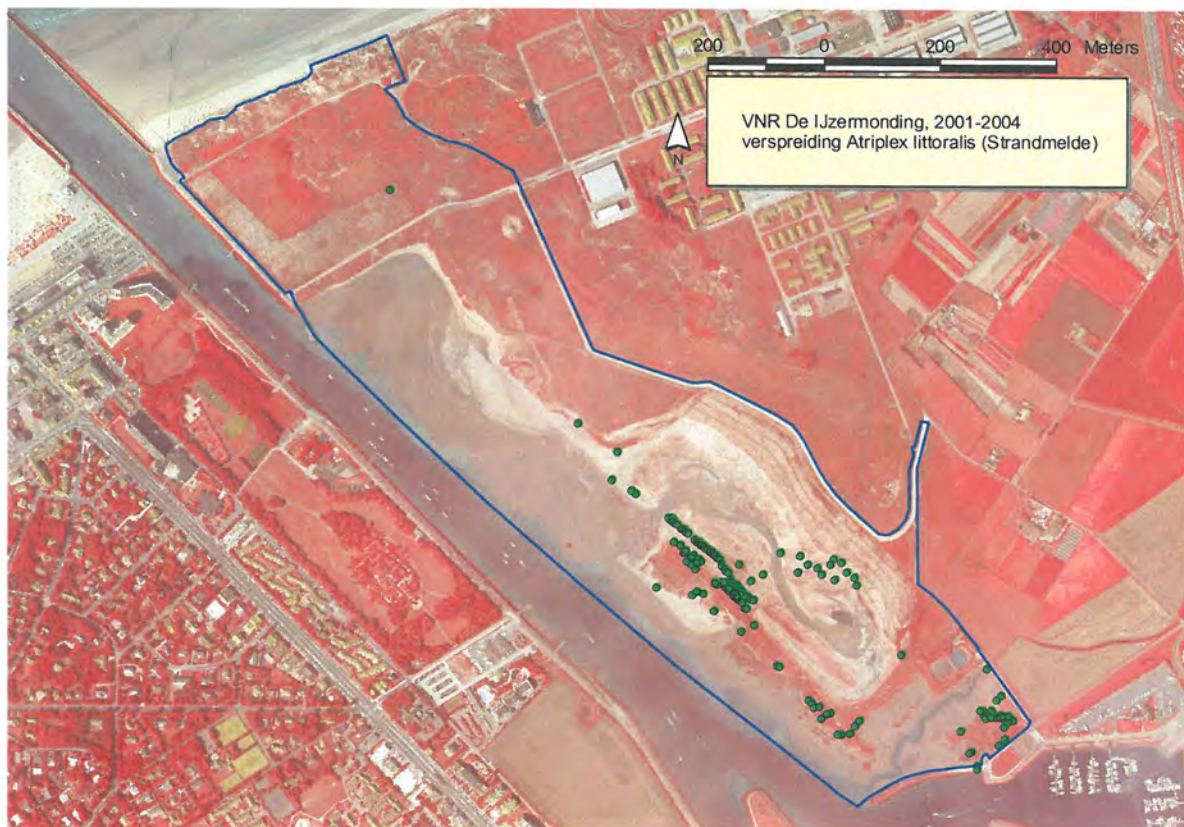 200 0 200 400 Meters
VNR De IJzermonding, 2001-2004
verspreiding Atriplex littoralis (Strandmelde)
N